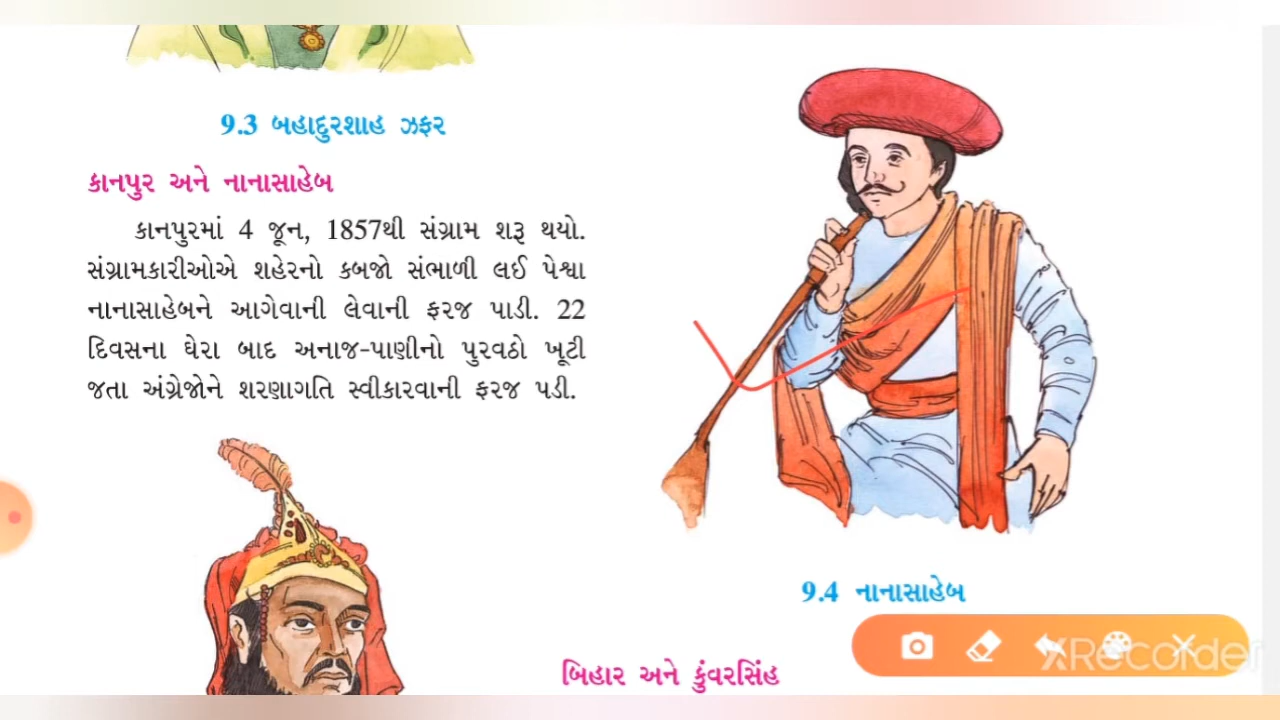 9.3 બહાદુરશાહ ઝફર
કાનપુર અને નાનાસાહેબ
કાનપુરમાં 4 જૂન, 1857થી સંગ્રામ શરૂ થયો.
સંગ્રામકારીઓએ શહેરનો કબજો સંભાળી લઈ પેશ્વા
નાનાસાહેબને આગેવાની લેવાની ફરજ પાડી. 22
દિવસના ઘેરા બાદ અનાજ-પાણીનો પુરવઠો ખૂટી
જતા અંગ્રેજોને શરણાગતિ સ્વીકારવાની ફરજ પડી.
9.4 નાનાસાહેબ
બિહાર અને કુંવરસિંહ
XRecorder